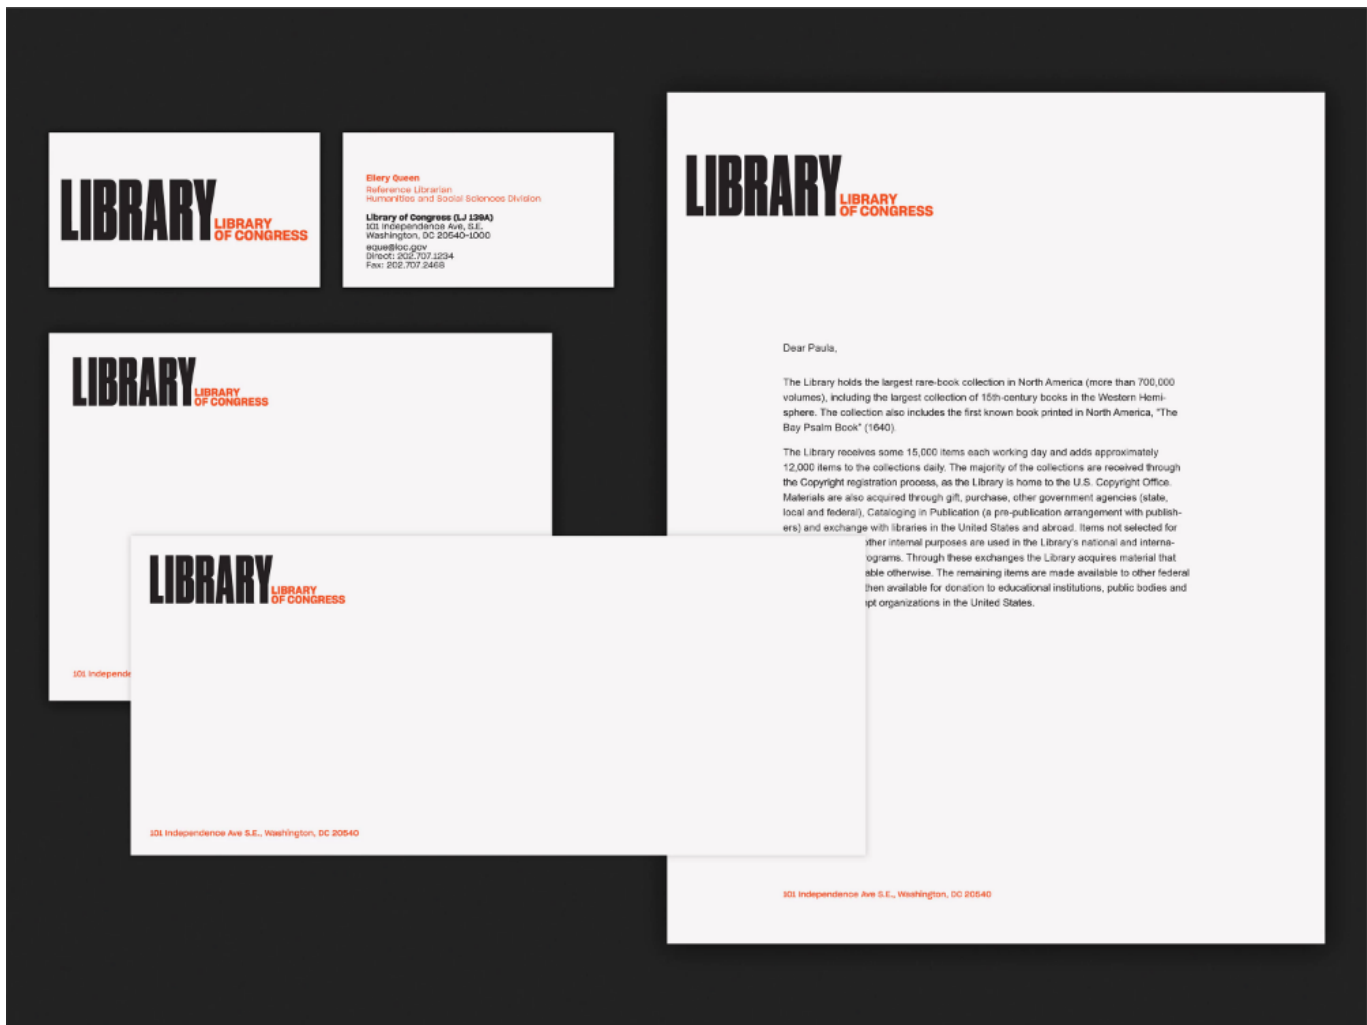 LIBRARY
LIBRARY
OF CONGRESS
Ellery Queen
Reference Librarian
Humanities and Social Sciences Division
Library of Congress (LJ 139A)
101 Independence Ave, S.E.
Washington, DC 20540-1000
eque@loc.gov
Direct: 202.707.1234
Fax: 202.707.2468
LIBRARY
LIBRARY
OF CONGRESS
101 Independe
LIBRARY
LIBRARY
OF CONGRESS
101 Independence Ave S.E., Washington, DC 20540
LIBRARY
LIBRARY
OF CONGRESS
Dear Paula,
The Library holds the largest rare-book collection in North America (more than 700,000
volumes), including the largest collection of 15th-century books in the Western Hemi-
sphere. The collection also includes the first known book printed in North America, "The
Bay Psalm Book" (1640).
The Library receives some 15,000 items each working day and adds approximately
12,000 items to the collections daily. The majority of the collections are received through
the Copyright registration process, as the Library is home to the U.S. Copyright Office.
Materials are also acquired through gift, purchase, other government agencies (state,
local and federal), Cataloging in Publication (a pre-publication arrangement with publish-
ers) and exchange with libraries in the United States and abroad. Items not selected for
other internal purposes are used in the Library's national and interna-
ograms. Through these exchanges the Library acquires material that
able otherwise. The remaining items are made available to other federal
then available for donation to educational institutions, public bodies and
pt organizations in the United States.
101 Independence Ave S.E., Washington, DC 20540